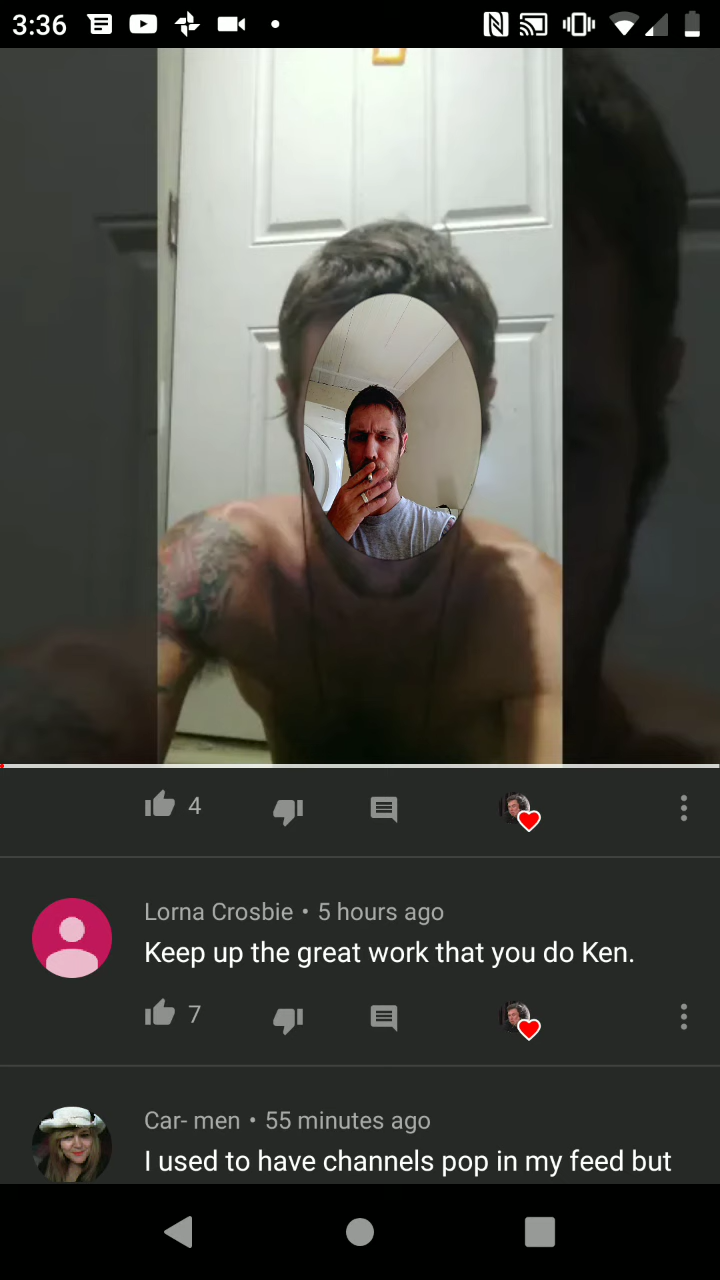 3:36
4
Lorna Crosbie • 5 hours ago
Keep up the great work that you do Ken.
7
Car- men • 55 minutes ago
I used to have channels pop in my feed but